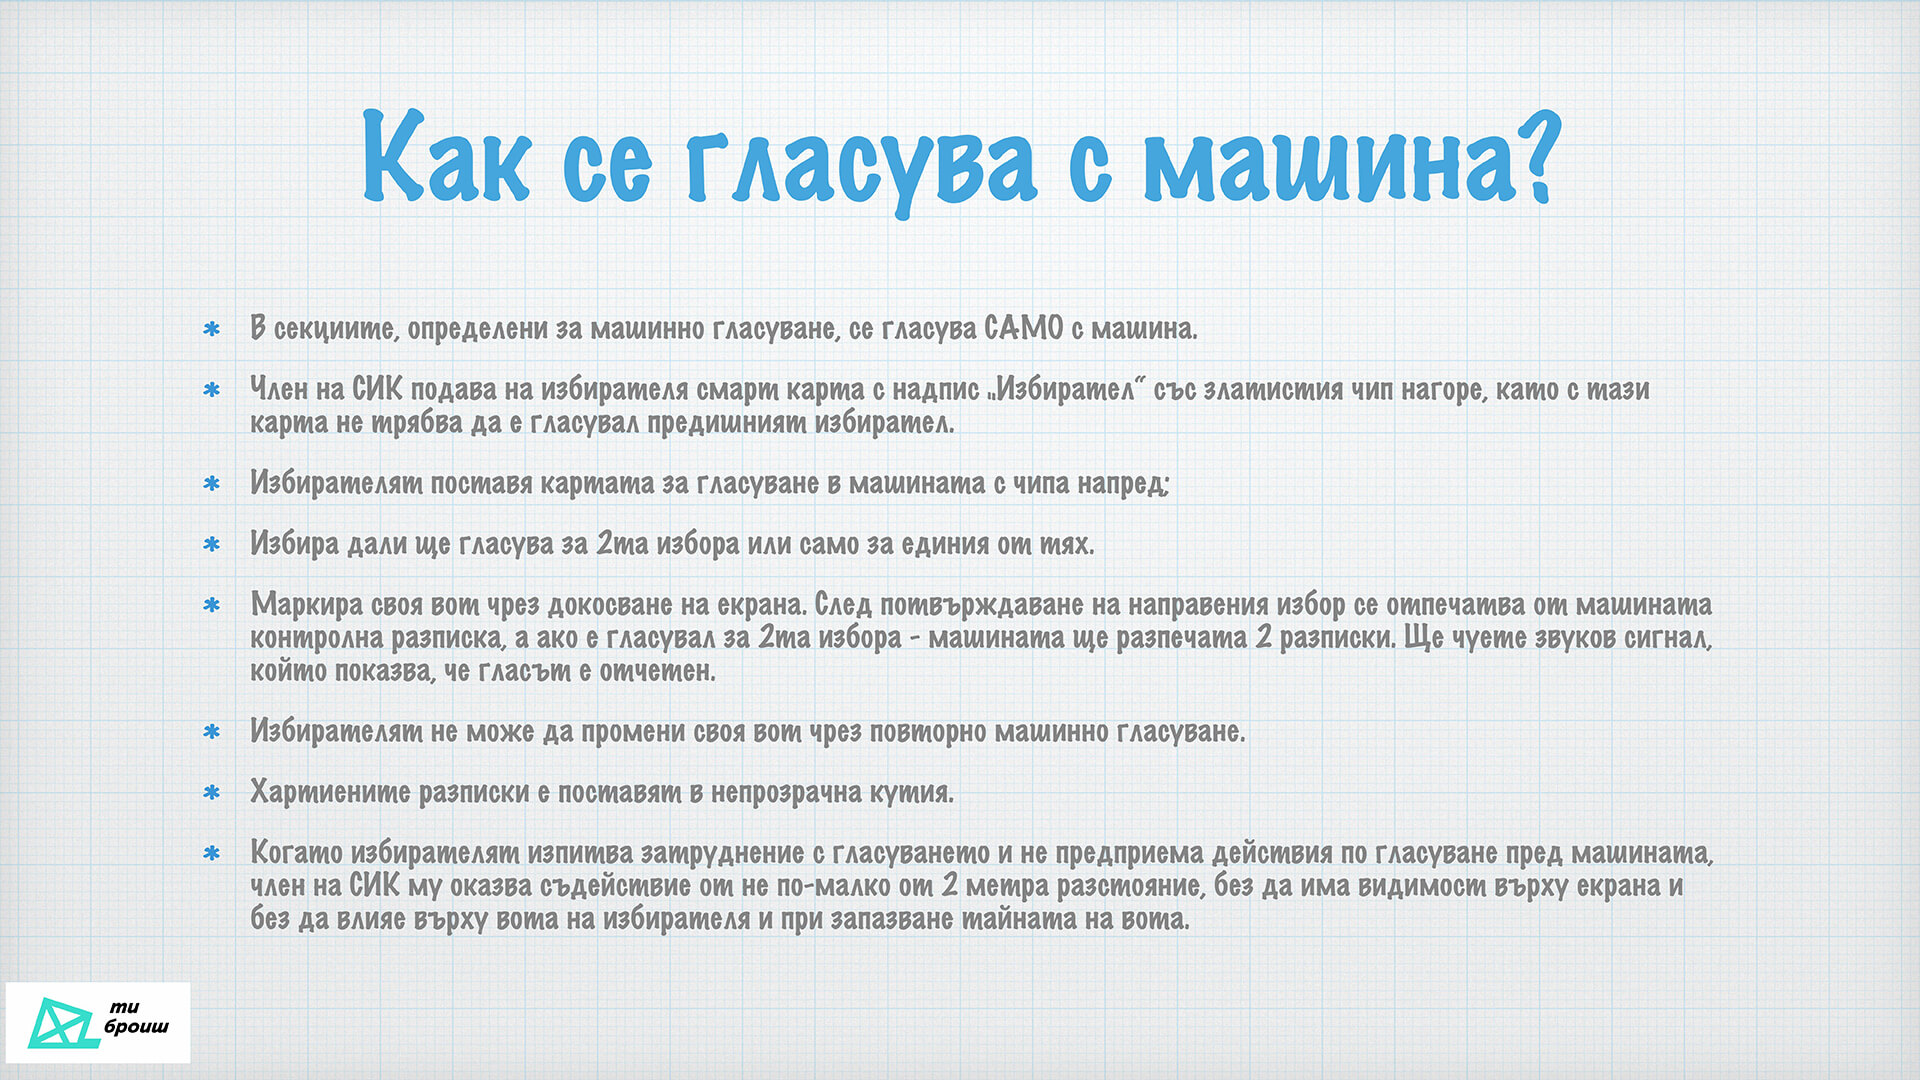 Как се гласува с машина?
* В секциите, определени за машинно гласуване, се гласува САМО с машина.
* Член на СИК подава на избирателя смарт карта с надпис „Избирател“ със златистия чип нагоре, като с тази
карта не трябва да е гласувал предишният избирател.
* Избирателят поставя картата за гласуване в машината с чипа напред;
* Избира дали ще гласува за 2та избора или само за единия от тях.
* Маркира своя вот чрез докосване на екрана. След потвърждаване на направения избор се отпечатва от машината
контролна разписка, а ако е гласувал за 2та избора - машината ще разпечата 2 разписки. Ще чуете звуков сигнал,
който показва, че гласът е отчетен.
* Избирателят не може да промени своя вот чрез повторно машинно гласуване.
* Хартиените разписки е поставят в непрозрачна кутия.
* Когато избирателят изпитва затруднение с гласуването и не предприема действия по гласуване пред машината,
член на СИК му оказва съдействие от не по-малко от 2 метра разстояние, без да има видимост върху екрана и
без да влияе върху вота на избирателя и при запазване тайната на вота.
ти
броиш